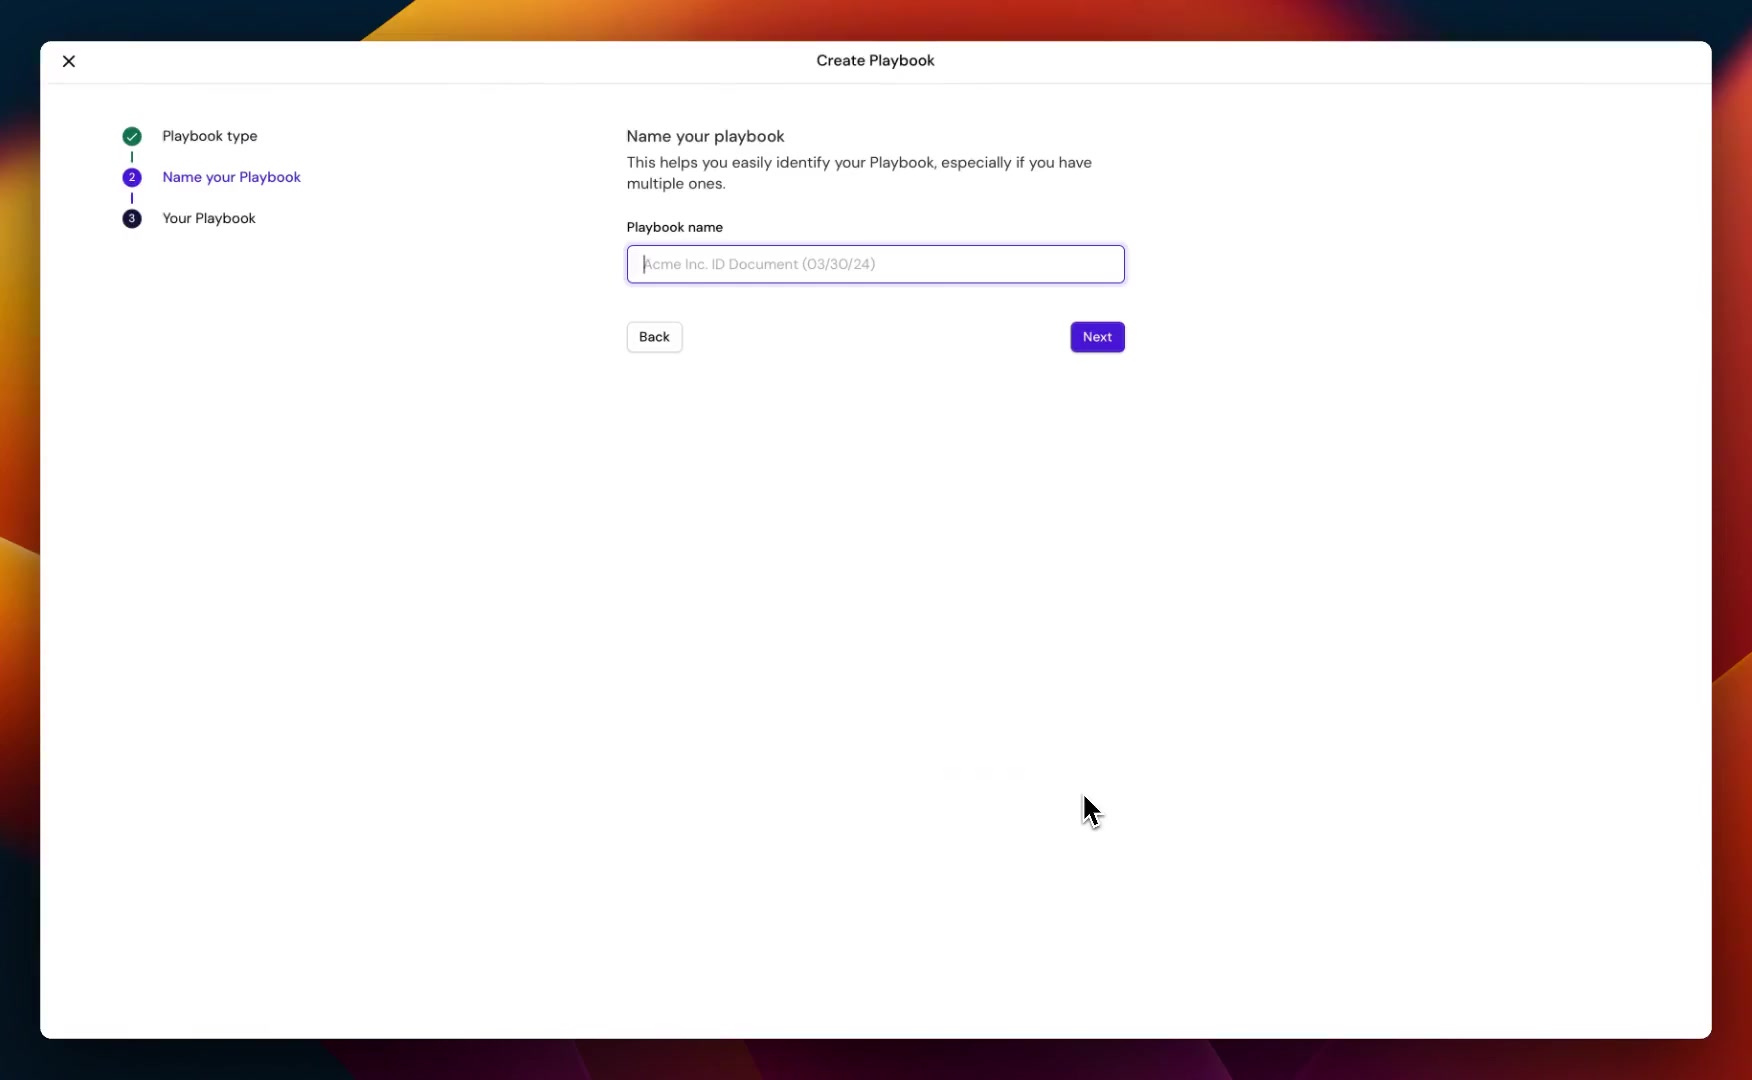 Create Playbook
Playbook type
2 Name your Playbook
3 Your Playbook
Name your playbook
This helps you easily identify your Playbook, especially if you have
multiple ones.
Playbook name
Acme Inc. ID Document (03/30/24)
Back
Next